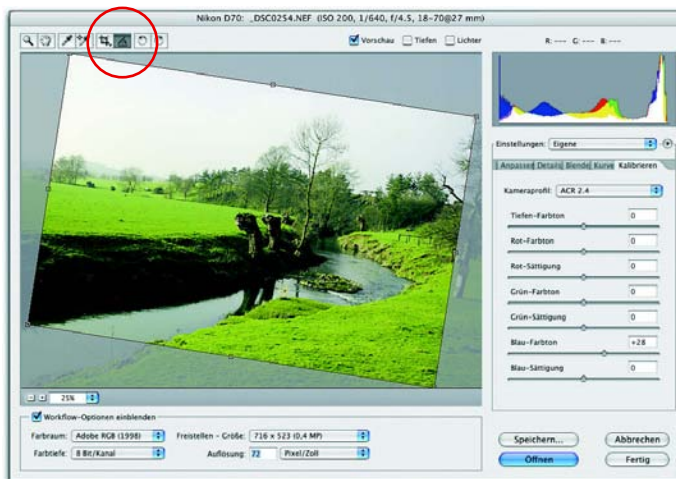 Nikon D70: _DSC0254.NEF (ISO 200, 1/640, f/4.5, 18-70@27 mm)
Vorschau Tiefen Lichter
R: --- G: --- B: ---
Einstellungen: Eigene
Anpassen Details Blende Kurve Kalibrieren
Kameraprofil: ACR 2.4
Tiefen-Farbton 0
Rot-Farbton 0
Rot-Sättigung 0
Grün-Farbton 0
Grün-Sättigung 0
Blau-Farbton +28
Blau-Sättigung 0
25%
Workflow-Optionen einblenden
Farbraum: Adobe RGB (1998) Freistellen - Größe: 716 x 523 (0,4 MP)
Farbtiefe: 8 Bit/Kanal Auflösung: 72 Pixel/Zoll
Speichern... Abbrechen
Öffnen Fertig